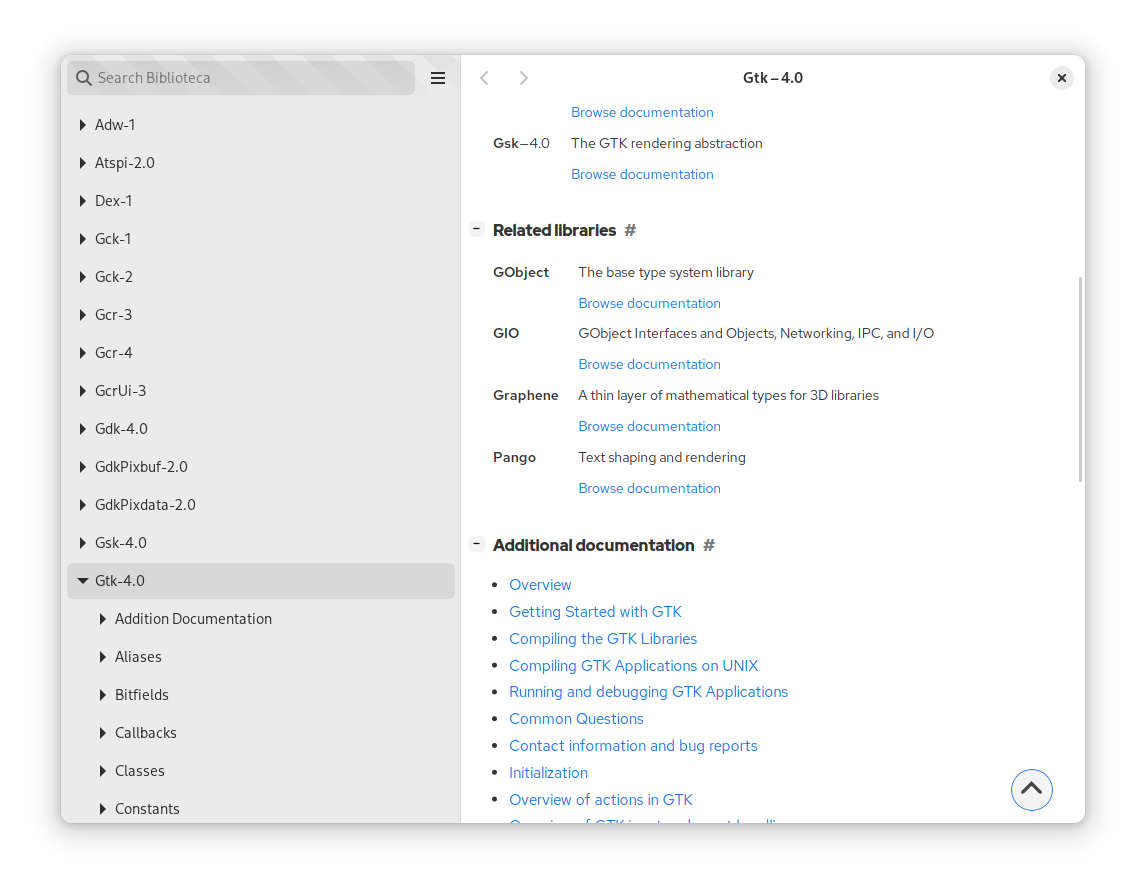 Search Biblioteca
Adw-1
Atspi-2.0
Dex-1
Gck-1
Gck-2
Gcr-3
Gcr-4
GcrUi-3
Gdk-4.0
GdkPixbuf-2.0
GdkPixdata-2.0
Gsk-4.0
Gtk-4.0
Addition Documentation
Aliases
Bitfields
Callbacks
Classes
Constants
Gtk – 4.0
Browse documentation
Gsk–4.0 The GTK rendering abstraction
Browse documentation
Related libraries #
GObject The base type system library
Browse documentation
GIO GObject Interfaces and Objects, Networking, IPC, and I/O
Browse documentation
Graphene A thin layer of mathematical types for 3D libraries
Browse documentation
Pango Text shaping and rendering
Browse documentation
Additional documentation #
Overview
Getting Started with GTK
Compiling the GTK Libraries
Compiling GTK Applications on UNIX
Running and debugging GTK Applications
Common Questions
Contact information and bug reports
Initialization
Overview of actions in GTK